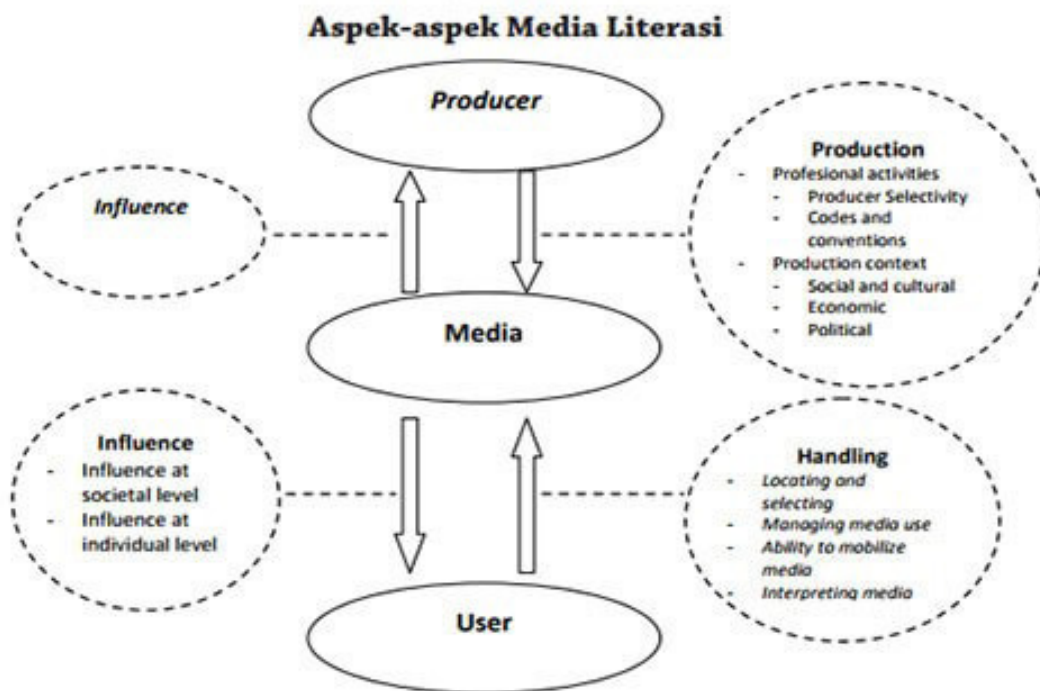 Aspek-aspek Media Literasi
Producer
Influence
Production
- Profesional activities
- Producer Selectivity
- Codes and
conventions
- Production context
- Social and cultural
- Economic
- Political
Media
Influence
- Influence at
societal level
- Influence at
individual level
Handling
- Locating and
selecting
- Managing media use
- Ability to mobilize
media
- Interpreting media
User